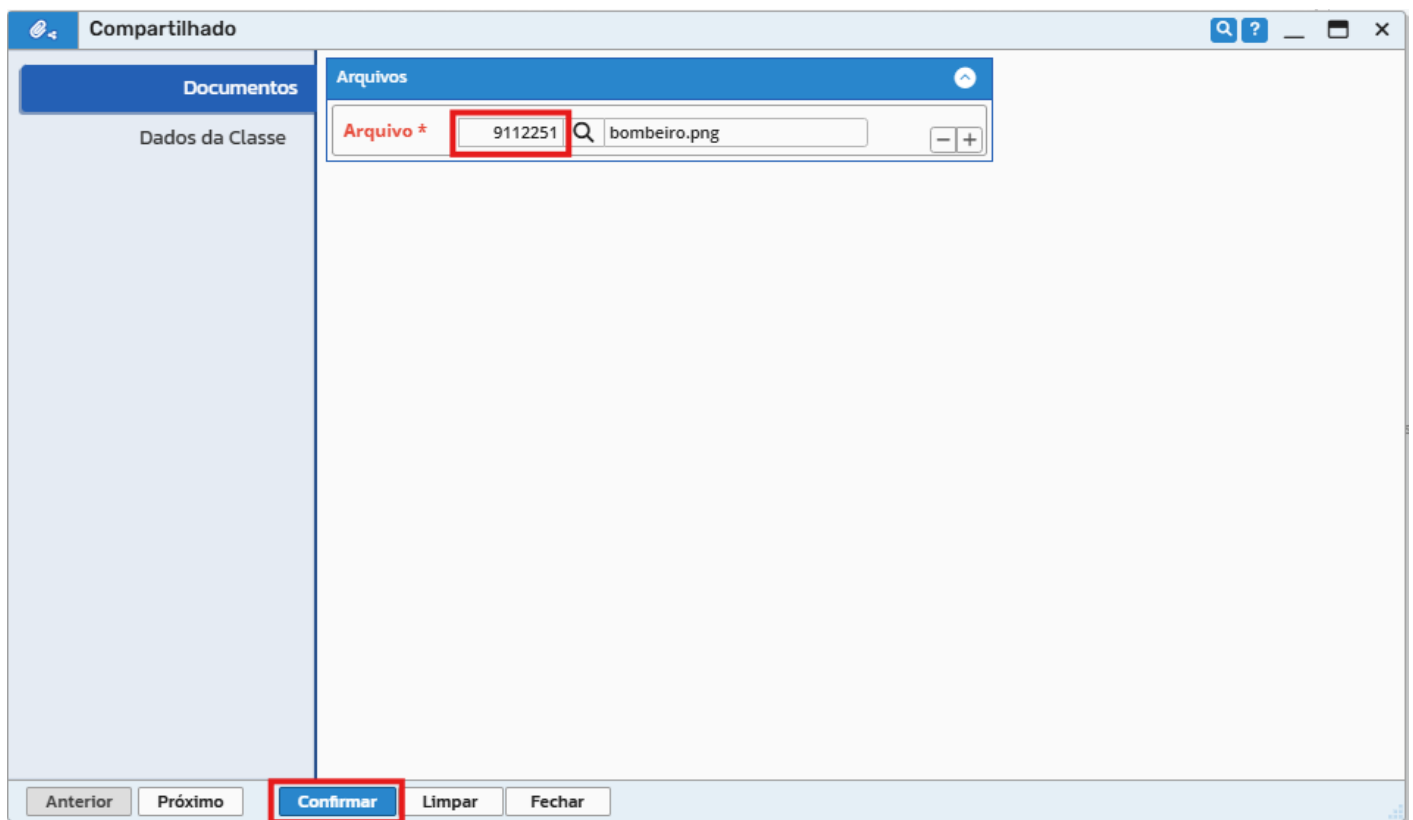 Compartilhado
?
Documentos
Dados da Classe
Arquivos
Arquivo * 9112251 bombeiro.png
Anterior Próximo Confirmar Limpar Fechar